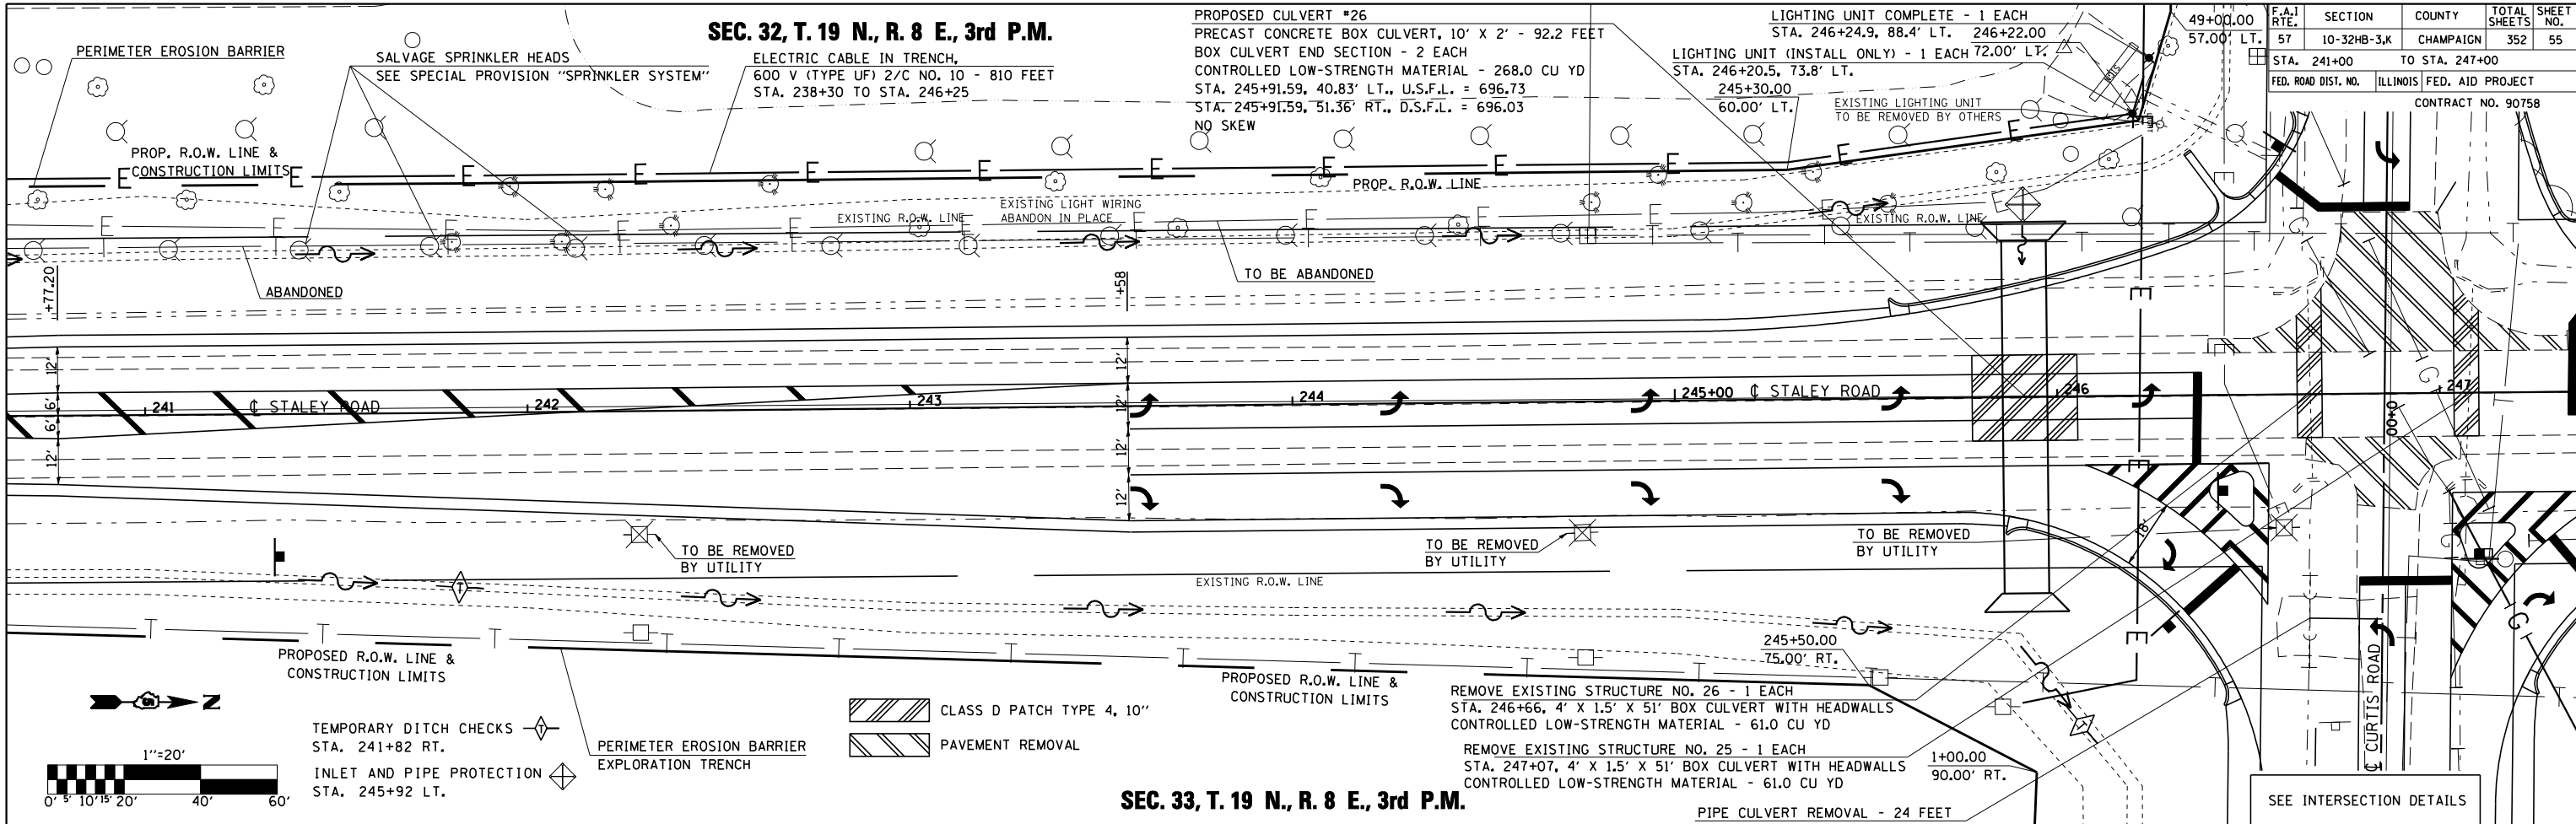 SEC. 32, T. 19 N., R. 8 E., 3rd P.M.
PERIMETER EROSION BARRIER
SALVAGE SPRINKLER HEADS
SEE SPECIAL PROVISION "SPRINKLER SYSTEM"
ELECTRIC CABLE IN TRENCH,
600 V (TYPE UF) 2/C NO. 10 - 810 FEET
STA. 238+30 TO STA. 246+25
PROPOSED CULVERT #26
PRECAST CONCRETE BOX CULVERT, 10' X 2' - 92.2 FEET
BOX CULVERT END SECTION - 2 EACH
CONTROLLED LOW-STRENGTH MATERIAL - 268.0 CU YD
STA. 245+91.59, 40.83' LT., U.S.F.L. = 696.73
STA. 245+91.59, 51.36' RT., D.S.F.L. = 696.03
NO SKEW
LIGHTING UNIT COMPLETE - 1 EACH
STA. 246+24.9, 88.4' LT.
246+22.00
72.00' LT.
LIGHTING UNIT (INSTALL ONLY) - 1 EACH
STA. 246+20.5, 73.8' LT.
245+30.00
60.00' LT.
EXISTING LIGHTING UNIT
TO BE REMOVED BY OTHERS
SIGN
49+00.00
57.00' LT.
F.A.I RTE. SECTION COUNTY TOTAL SHEETS SHEET NO.
57 10-32HB-3,K CHAMPAIGN 352 55
STA. 241+00 TO STA. 247+00
FED. ROAD DIST. NO. ILLINOIS FED. AID PROJECT
CONTRACT NO. 90758
PROP. R.O.W. LINE &
CONSTRUCTION LIMITS
E E E E E E E E E E E E
PROP. R.O.W. LINE
EXISTING R.O.W. LINE
EXISTING LIGHT WIRING
ABANDON IN PLACE
EXISTING R.O.W. LINE
ABANDONED
TO BE ABANDONED
+77.20
+58
12'
6'
6'
12'
12'
12'
12'
12'
241
℄ STALEY ROAD
242
243
244
245+00
℄ STALEY ROAD
246
247
0+00
18'
TO BE REMOVED
BY UTILITY
TO BE REMOVED
BY UTILITY
TO BE REMOVED
BY UTILITY
EXISTING R.O.W. LINE
PROPOSED R.O.W. LINE &
CONSTRUCTION LIMITS
PROPOSED R.O.W. LINE &
CONSTRUCTION LIMITS
245+50.00
75.00' RT.
N
1"=20'
0' 5' 10' 15' 20' 40' 60'
TEMPORARY DITCH CHECKS T
STA. 241+82 RT.
INLET AND PIPE PROTECTION
STA. 245+92 LT.
PERIMETER EROSION BARRIER
EXPLORATION TRENCH
CLASS D PATCH TYPE 4, 10"
PAVEMENT REMOVAL
REMOVE EXISTING STRUCTURE NO. 26 - 1 EACH
STA. 246+66, 4' X 1.5' X 51' BOX CULVERT WITH HEADWALLS
CONTROLLED LOW-STRENGTH MATERIAL - 61.0 CU YD
REMOVE EXISTING STRUCTURE NO. 25 - 1 EACH
STA. 247+07, 4' X 1.5' X 51' BOX CULVERT WITH HEADWALLS
CONTROLLED LOW-STRENGTH MATERIAL - 61.0 CU YD
1+00.00
90.00' RT.
PIPE CULVERT REMOVAL - 24 FEET
SEC. 33, T. 19 N., R. 8 E., 3rd P.M.
℄ CURTIS ROAD
SEE INTERSECTION DETAILS